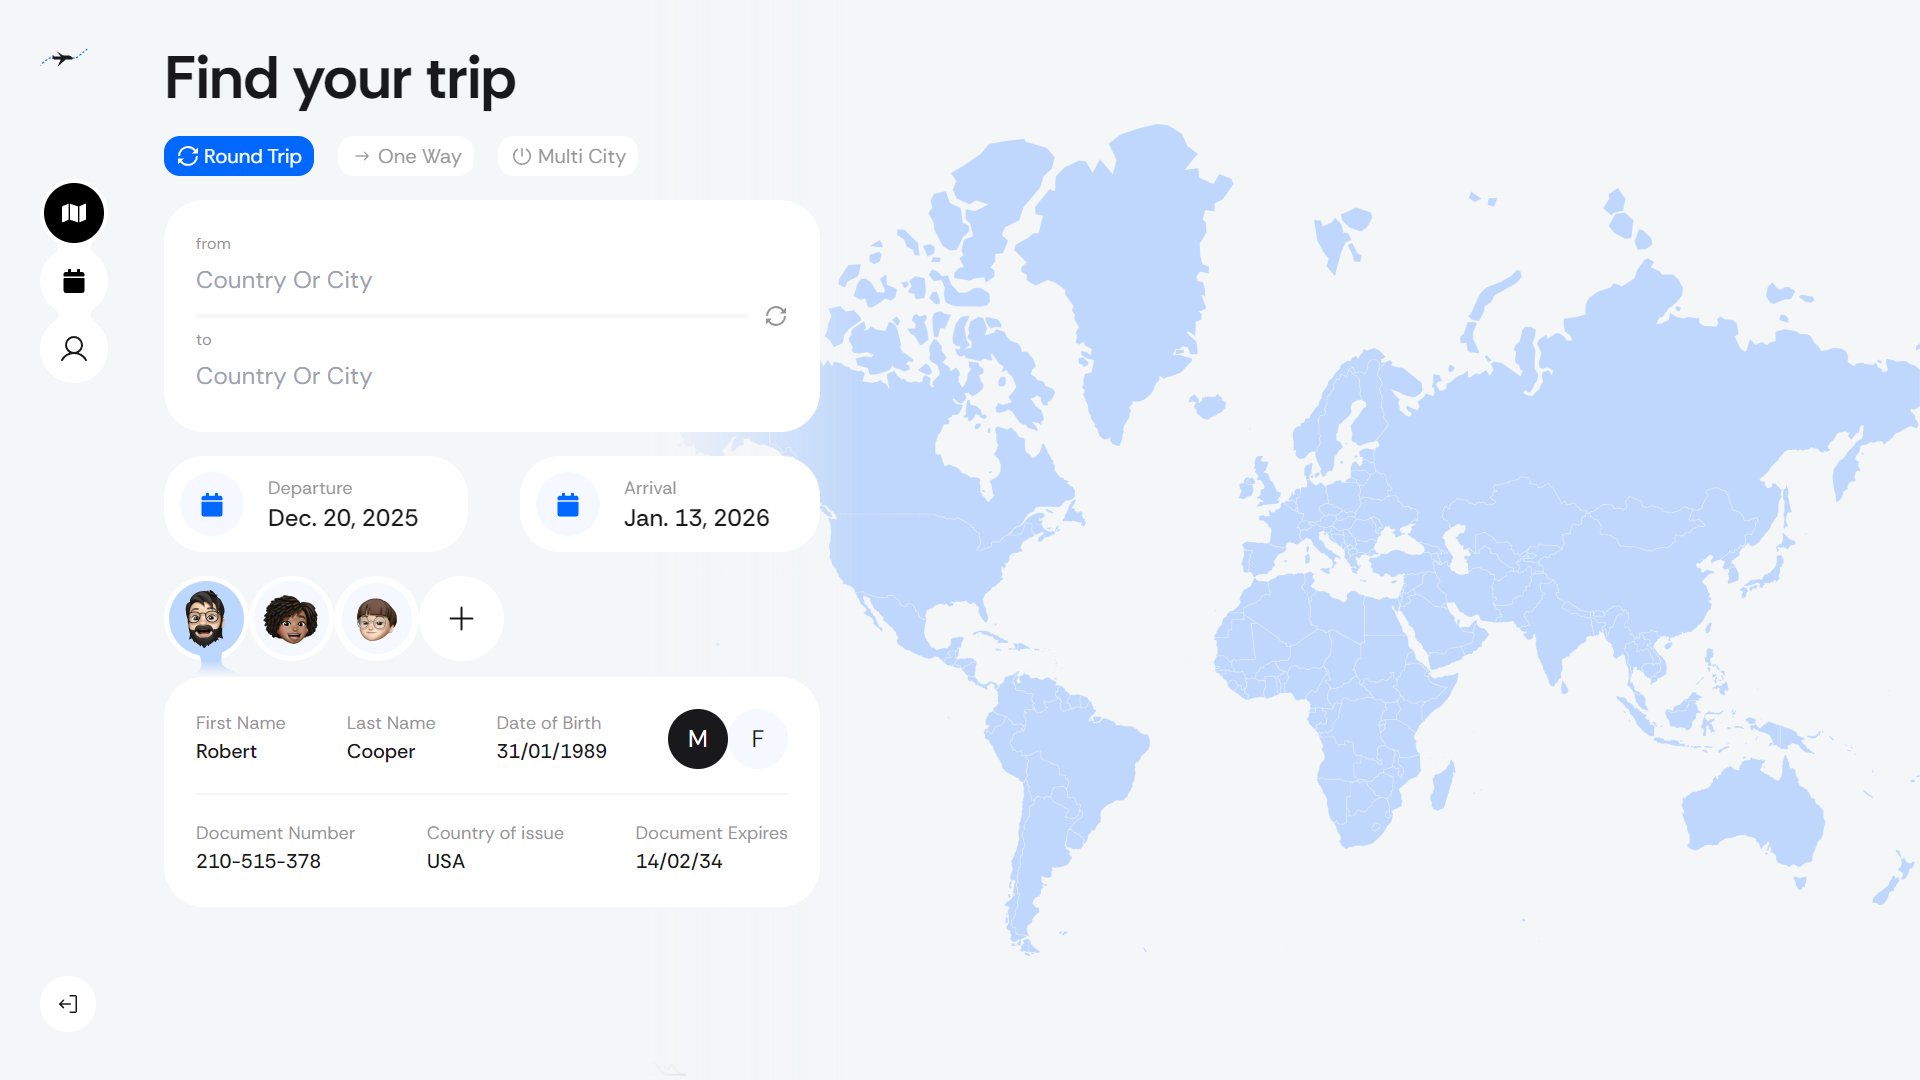 Find your trip
Round Trip
One Way
Multi City
from
Country Or City
to
Country Or City
Departure
Dec. 20, 2025
Arrival
Jan. 13, 2026
First Name
Robert
Last Name
Cooper
Date of Birth
31/01/1989
M
F
Document Number
210-515-378
Country of issue
USA
Document Expires
14/02/34